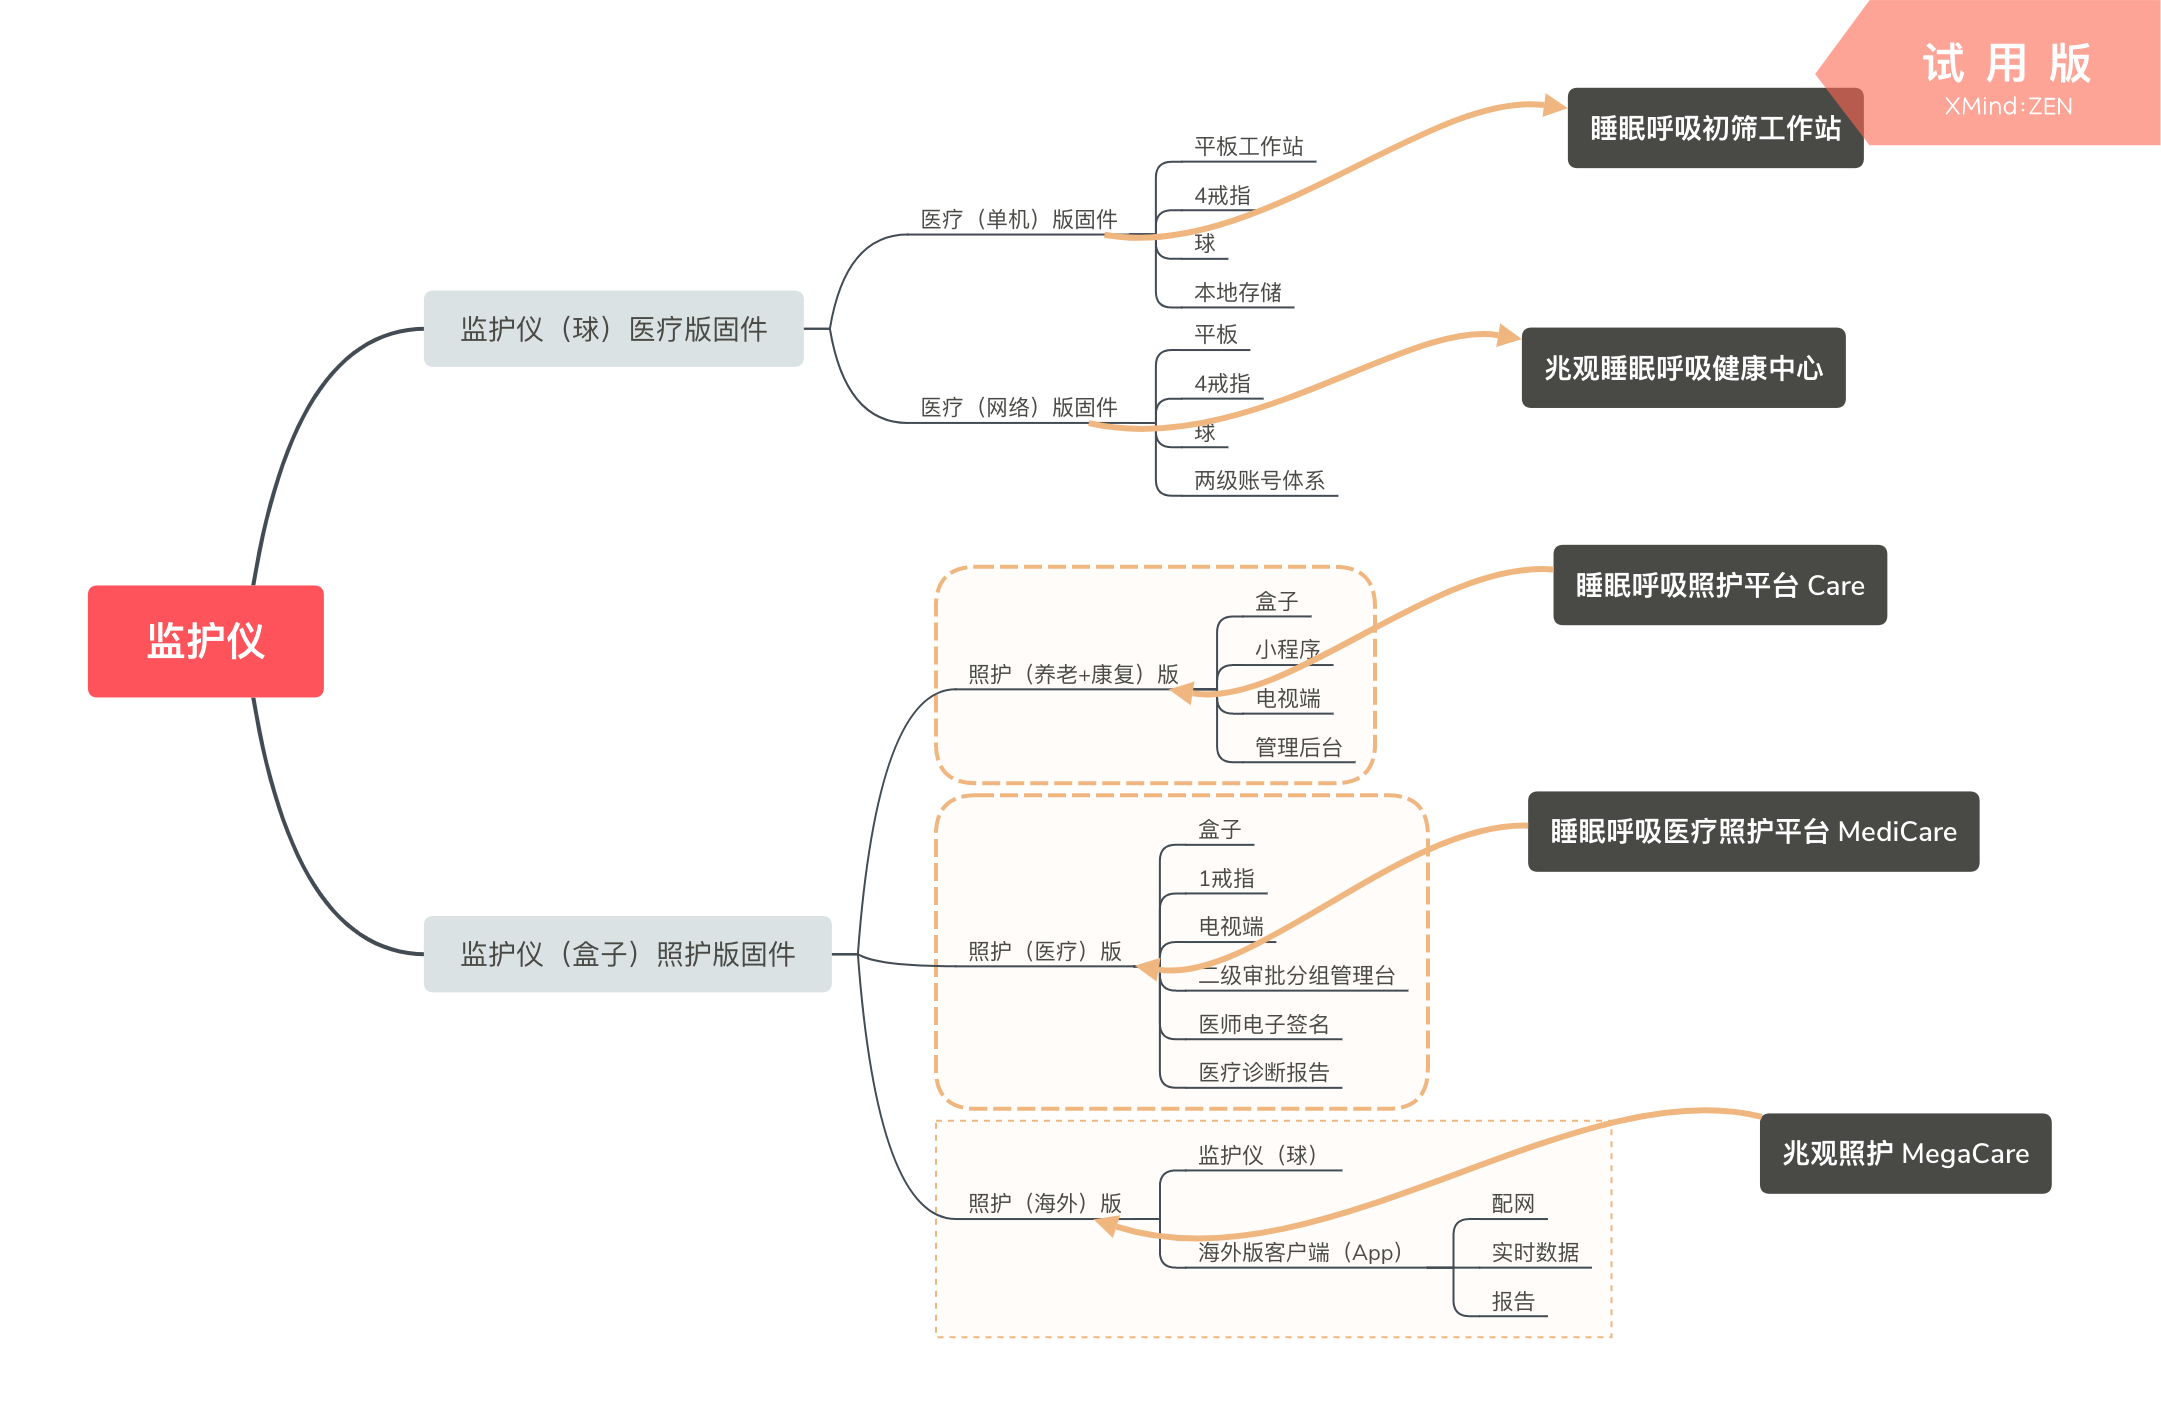 试用版
XMind:ZEN
监护仪
监护仪（球）医疗版固件
医疗（单机）版固件
平板工作站
4戒指
球
本地存储
睡眠呼吸初筛工作站
医疗（网络）版固件
平板
4戒指
球
两级账号体系
兆观睡眠呼吸健康中心
监护仪（盒子）照护版固件
照护（养老+康复）版
盒子
小程序
电视端
管理后台
睡眠呼吸照护平台 Care
照护（医疗）版
盒子
1戒指
电视端
二级审批分组管理台
医师电子签名
医疗诊断报告
睡眠呼吸医疗照护平台 MediCare
照护（海外）版
监护仪（球）
海外版客户端（App）
配网
实时数据
报告
兆观照护 MegaCare